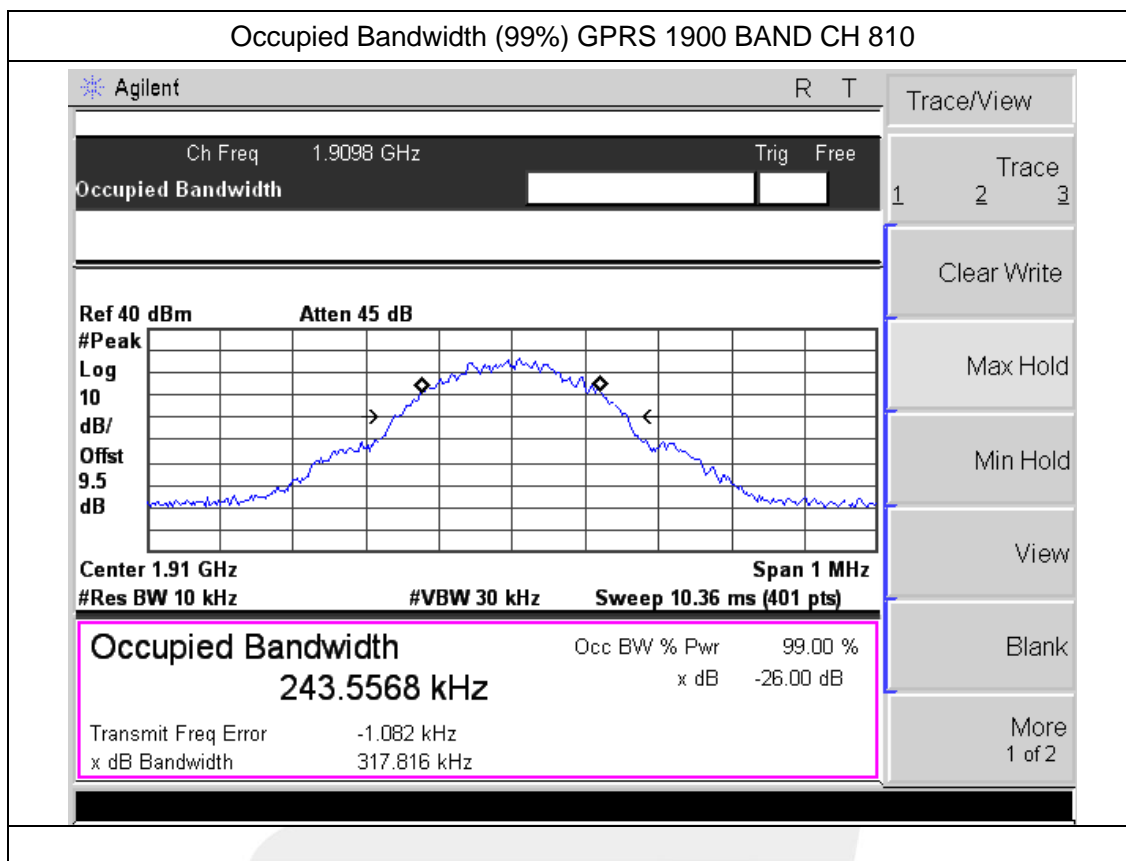 Occupied Bandwidth (99%) GPRS 1900 BAND CH 810
Agilent R T
Trace/View
Ch Freq 1.9098 GHz Trig Free
Occupied Bandwidth
Trace
1 2 3
Clear Write
Max Hold
Min Hold
View
Blank
More
1 of 2
Ref 40 dBm Atten 45 dB
#Peak
Log
10
dB/
Offst
9.5
dB
Center 1.91 GHz Span 1 MHz
#Res BW 10 kHz #VBW 30 kHz Sweep 10.36 ms (401 pts)
Occupied Bandwidth Occ BW % Pwr 99.00 %
243.5568 kHz x dB -26.00 dB
Transmit Freq Error -1.082 kHz
x dB Bandwidth 317.816 kHz